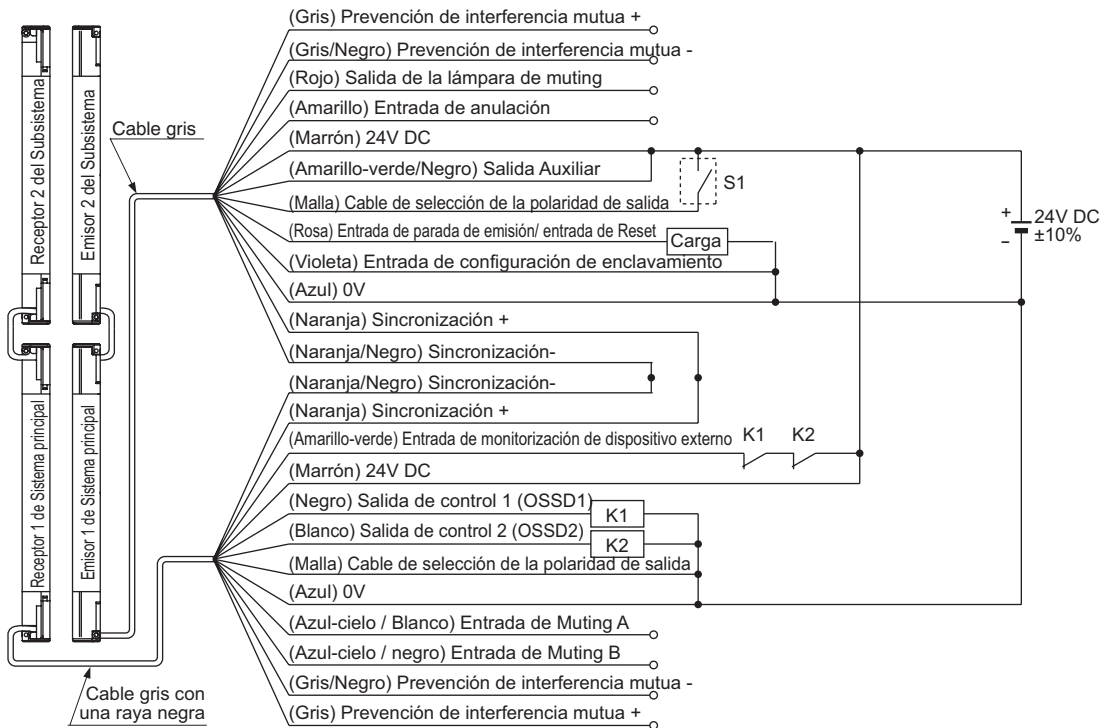 (Gris) Prevención de interferencia mutua +
(Gris/Negro) Prevención de interferencia mutua -
(Rojo) Salida de la lámpara de muting
(Amarillo) Entrada de anulación
(Marrón) 24V DC
(Amarillo-verde/Negro) Salida Auxiliar
(Malla) Cable de selección de la polaridad de salida
(Rosa) Entrada de parada de emisión/ entrada de Reset
(Violeta) Entrada de configuración de enclavamiento
(Azul) 0V
(Naranja) Sincronización +
(Naranja/Negro) Sincronización-
(Naranja/Negro) Sincronización-
(Naranja) Sincronización +
(Amarillo-verde) Entrada de monitorización de dispositivo externo
(Marrón) 24V DC
(Negro) Salida de control 1 (OSSD1)
(Blanco) Salida de control 2 (OSSD2)
(Malla) Cable de selección de la polaridad de salida
(Azul) 0V
(Azul-cielo / Blanco) Entrada de Muting A
(Azul-cielo / negro) Entrada de Muting B
(Gris/Negro) Prevención de interferencia mutua -
(Gris) Prevención de interferencia mutua +
Receptor 2 del Subsistema
Emisor 2 del Subsistema
Receptor 1 de Sistema principal
Emisor 1 de Sistema principal
Cable gris
Cable gris con
una raya negra
S1
Carga
K1
K2
K1
K2
+
24V DC
±10%
–